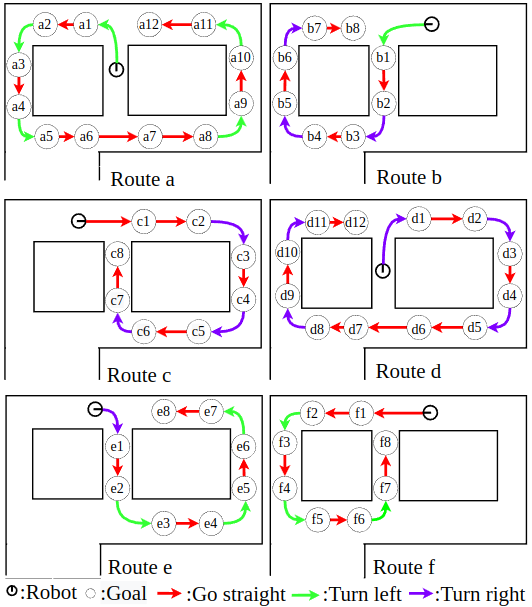 a2 a1 a12 a11
a3 a10
a4 a9
a5 a6 a7 a8
Route a
b7 b8
b6 b1
b5 b2
b4 b3
Route b
c1 c2
c8 c3
c7 c4
c6 c5
Route c
d11 d12 d1 d2
d10 d3
d9 d4
d8 d7 d6 d5
Route d
e8 e7
e1 e6
e2 e5
e3 e4
Route e
f2 f1
f3 f8
f4 f7
f5 f6
Route f
:Robot :Goal :Go straight :Turn left :Turn right